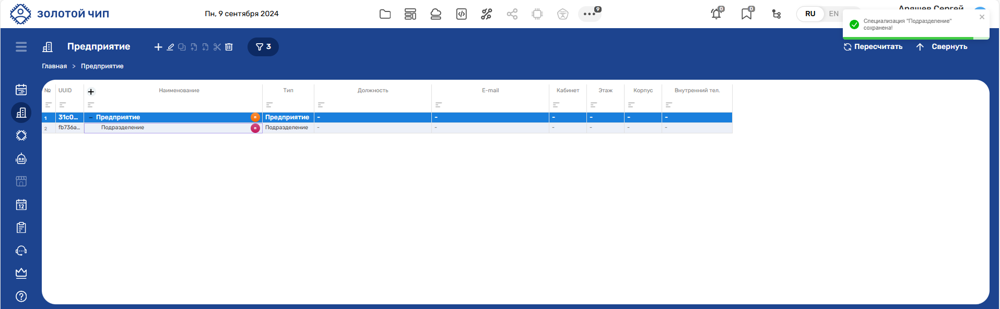 ЗОЛОТОЙ ЧИП
Пн, 9 сентября 2024
9
0
0
RU
EN
Специализация "Подразделение"
сохранена!
Предприятие
3
Пересчитать
Свернуть
Главная > Предприятие
№ UUID Наименование Тип Должность E-mail Кабинет Этаж Корпус Внутренний тел.
1 31c0... − Предприятие П Предприятие - - - - - -
2 fb736a... Подразделение П Подразделение - - - - - -
12